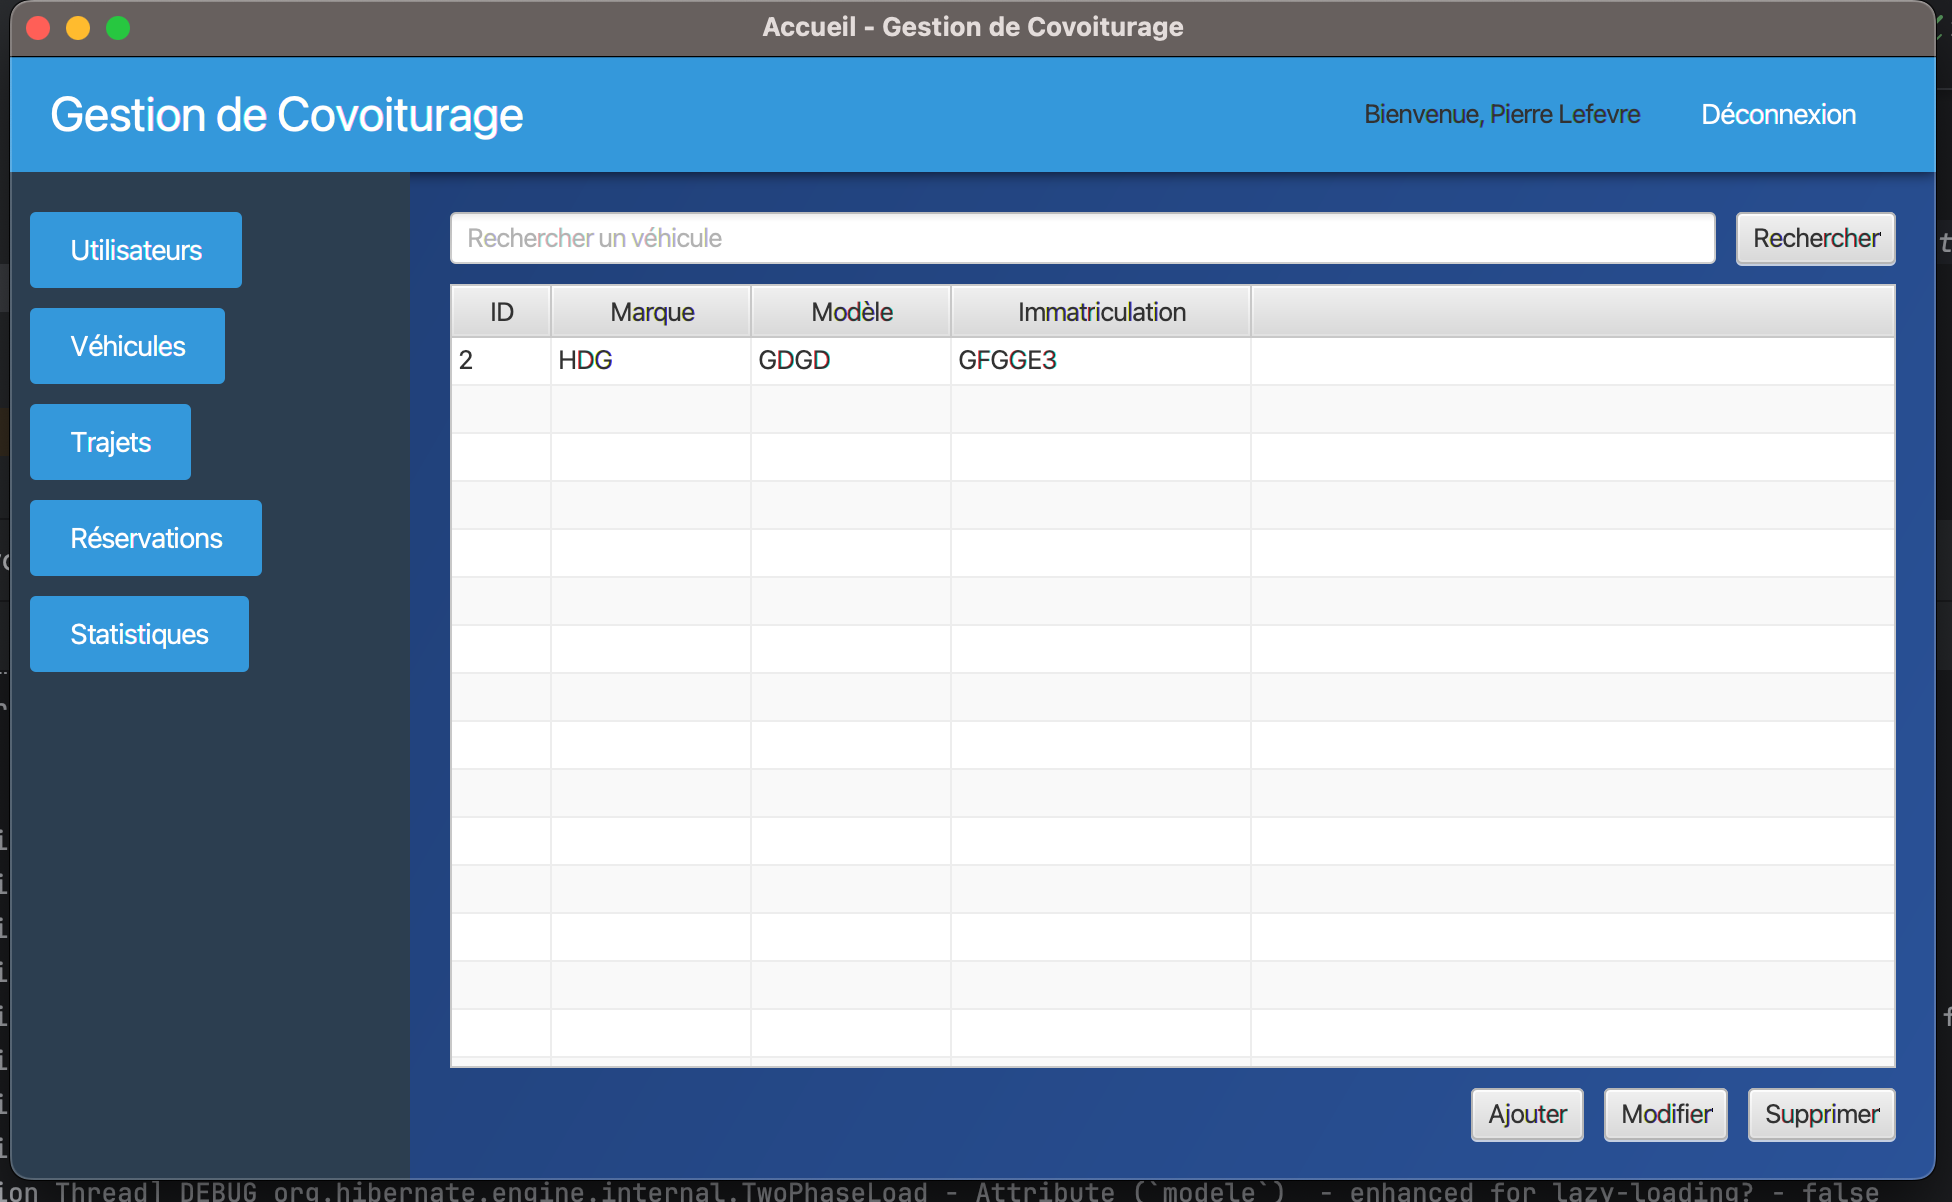 Accueil - Gestion de Covoiturage
Gestion de Covoiturage
Bienvenue, Pierre Lefevre
Déconnexion
Utilisateurs
Véhicules
Trajets
Réservations
Statistiques
Rechercher un véhicule
Rechercher
ID Marque Modèle Immatriculation
2 HDG GDGD GFGGE3
Ajouter Modifier Supprimer
ion Thread] DEBUG org.hibernate.engine.internal.TwoPhaseLoad - Attribute (`modele`) - enhanced for lazy-loading? - false